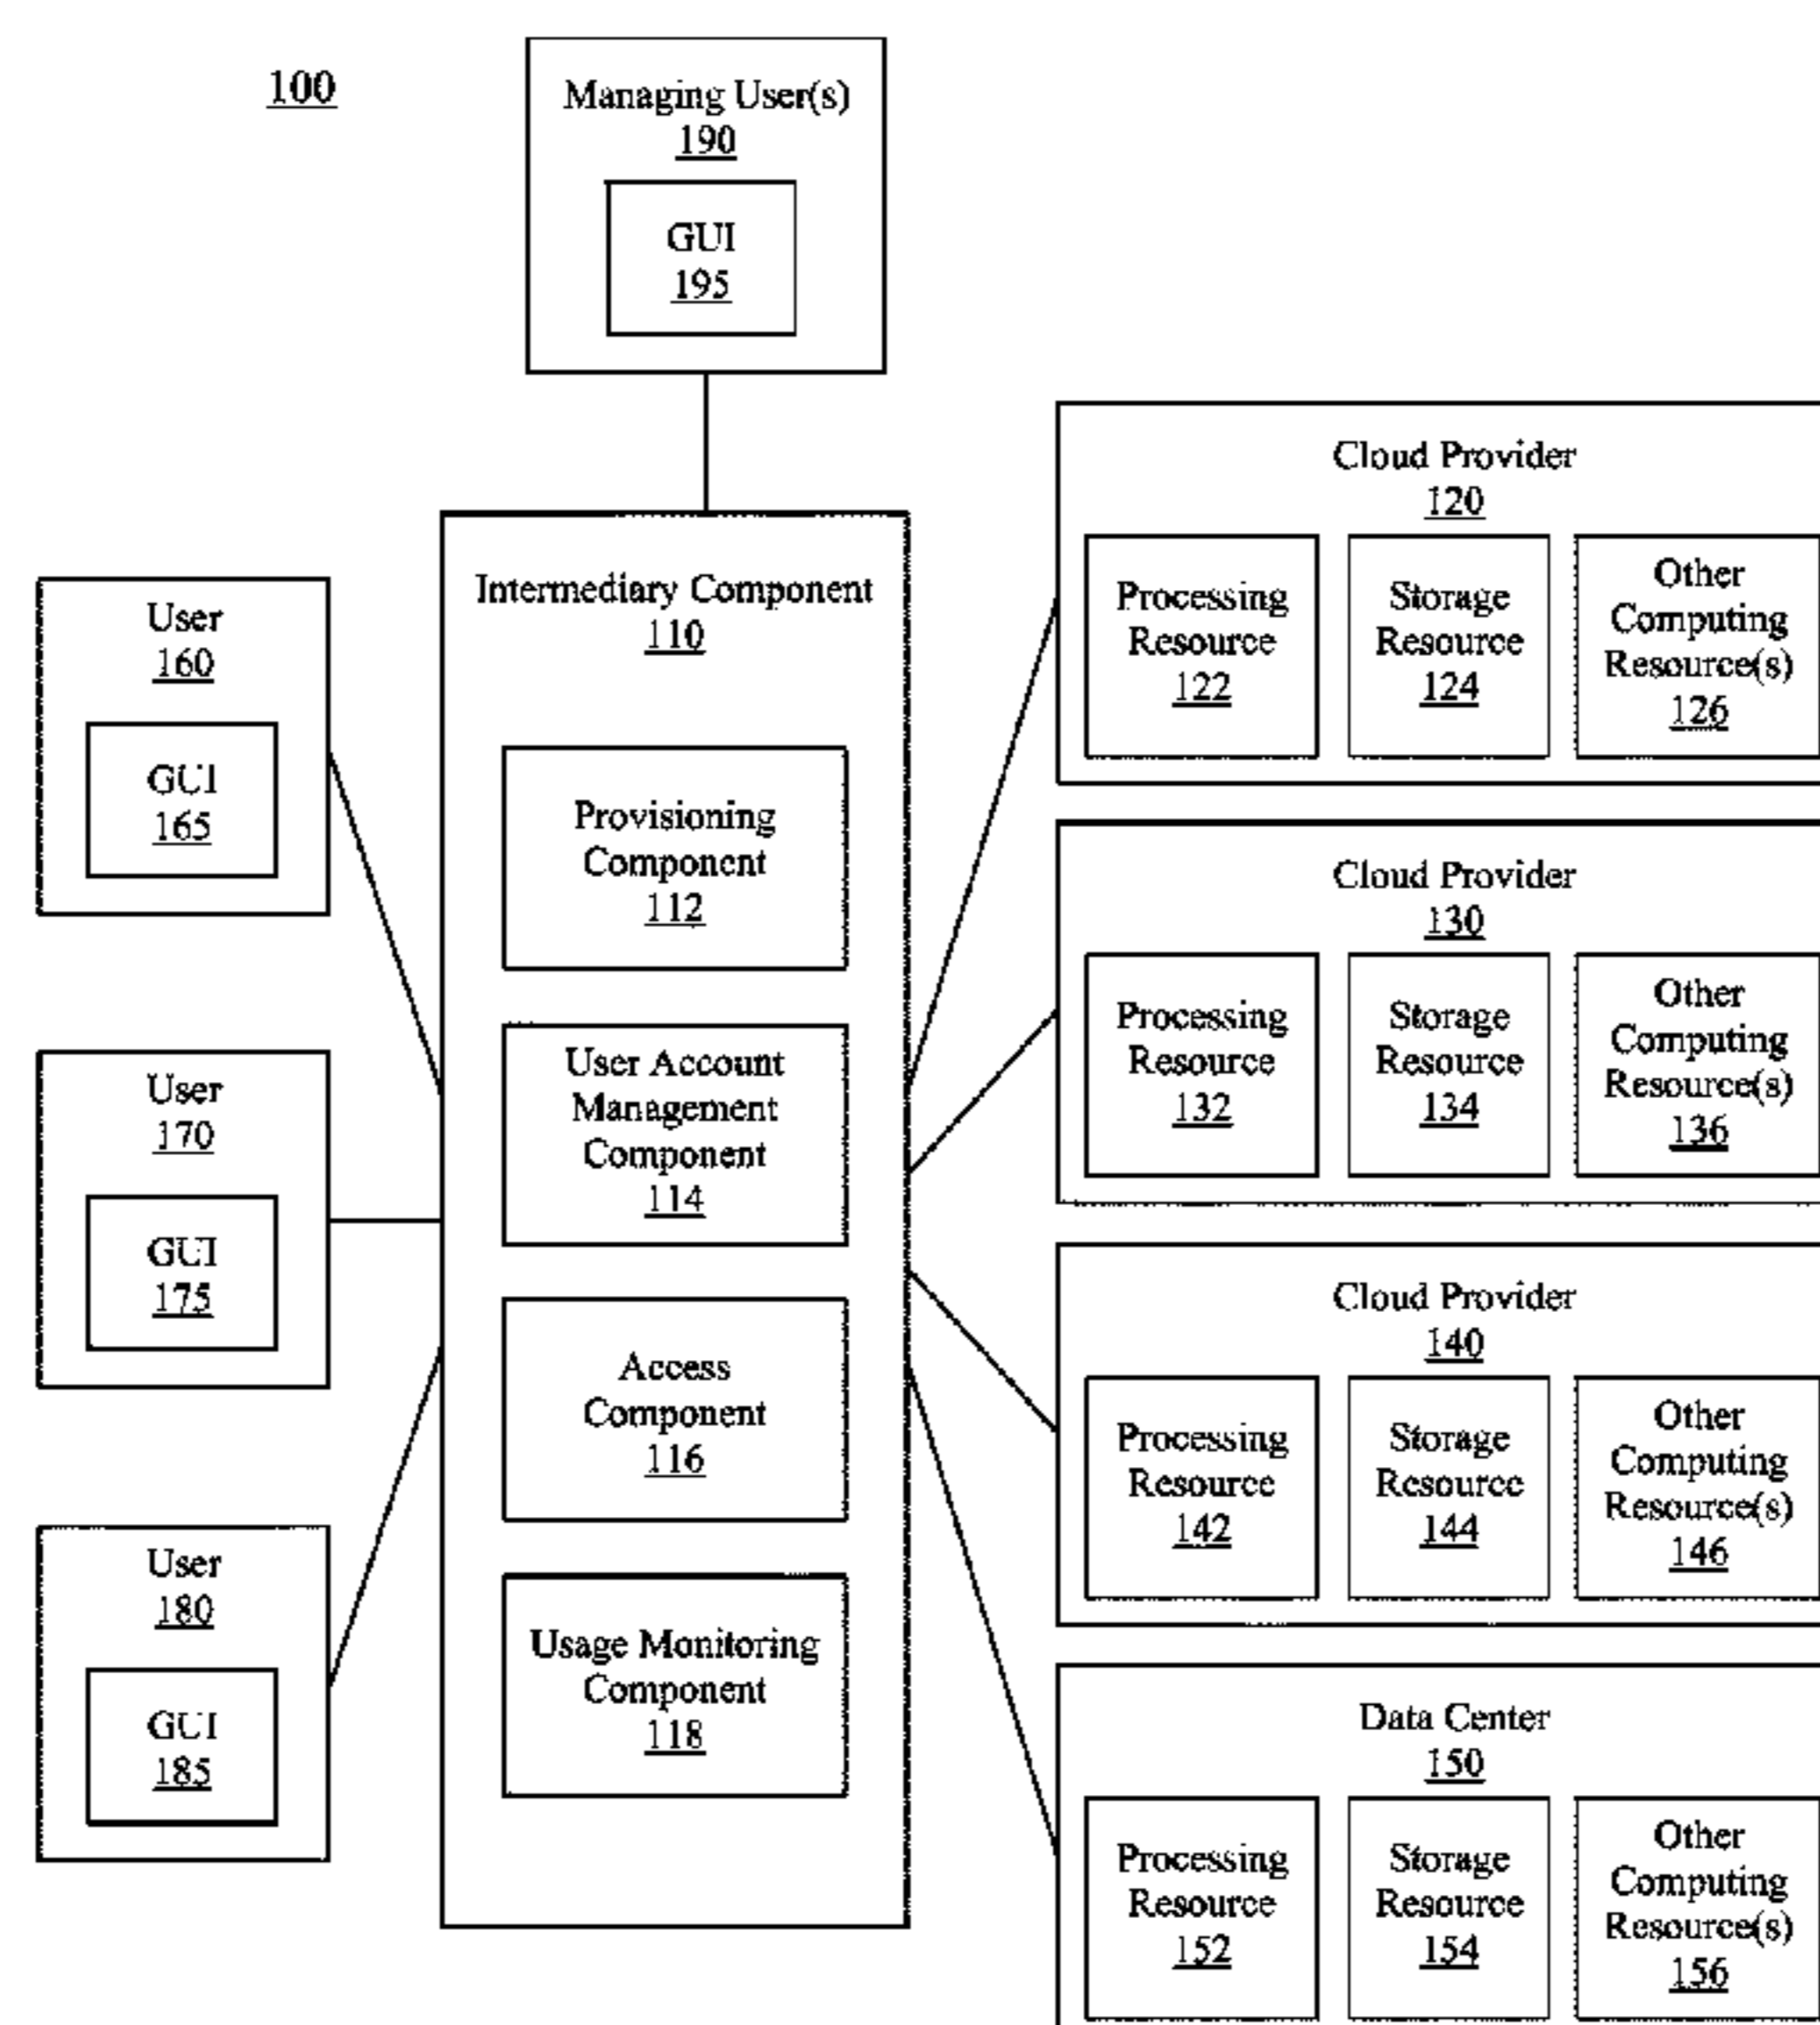 100
Managing User(s)
190
GUI
195
User
160
GUI
165
User
170
GUI
175
User
180
GUI
185
Intermediary Component
110
Provisioning
Component
112
User Account
Management
Component
114
Access
Component
116
Usage Monitoring
Component
118
Cloud Provider
120
Processing
Resource
122
Storage
Resource
124
Other
Computing
Resource(s)
126
Cloud Provider
130
Processing
Resource
132
Storage
Resource
134
Other
Computing
Resource(s)
136
Cloud Provider
140
Processing
Resource
142
Storage
Resource
144
Other
Computing
Resource(s)
146
Data Center
150
Processing
Resource
152
Storage
Resource
154
Other
Computing
Resource(s)
156